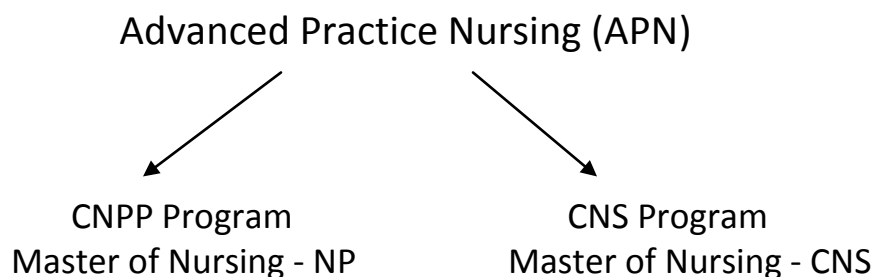 Advanced Practice Nursing (APN)
CNPP Program
Master of Nursing - NP
CNS Program
Master of Nursing - CNS